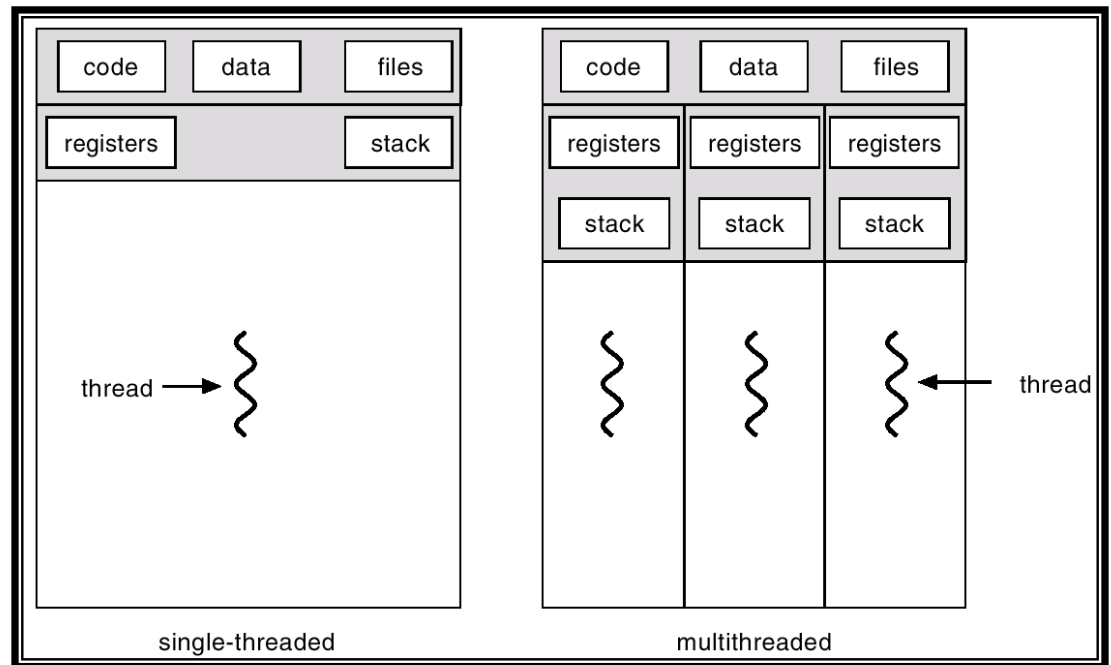 code data files
registers stack
thread
single-threaded
code data files
registers registers registers
stack stack stack
thread
multithreaded